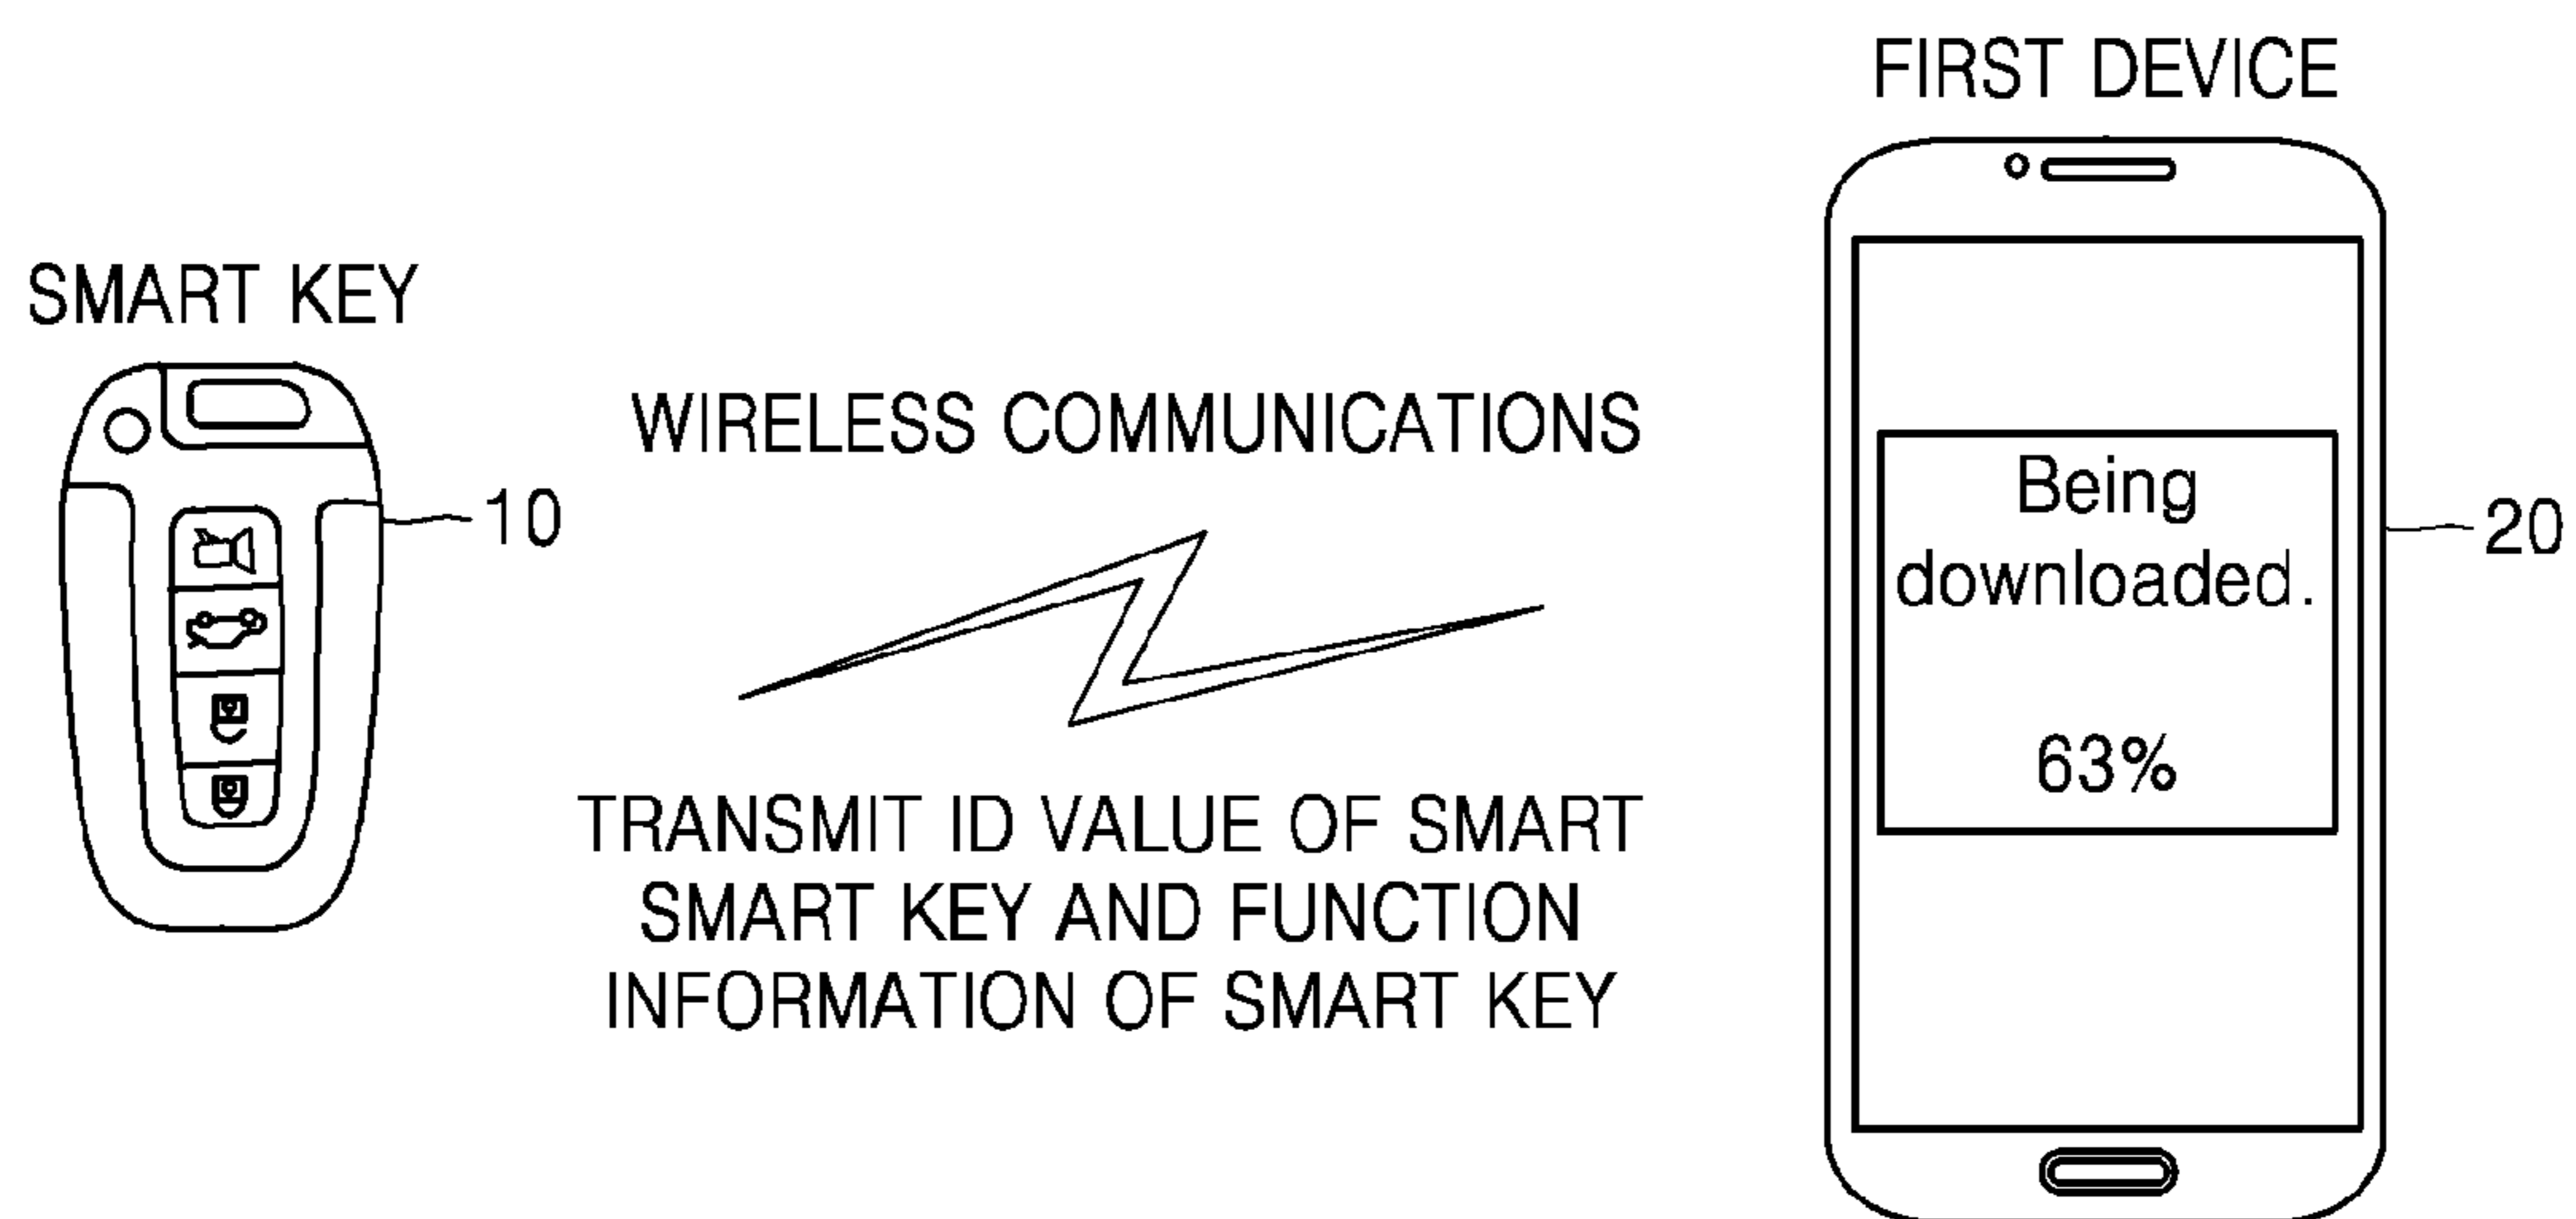 FIRST DEVICE
SMART KEY
WIRELESS COMMUNICATIONS
10
Being
downloaded.
63%
20
TRANSMIT ID VALUE OF SMART
SMART KEY AND FUNCTION
INFORMATION OF SMART KEY